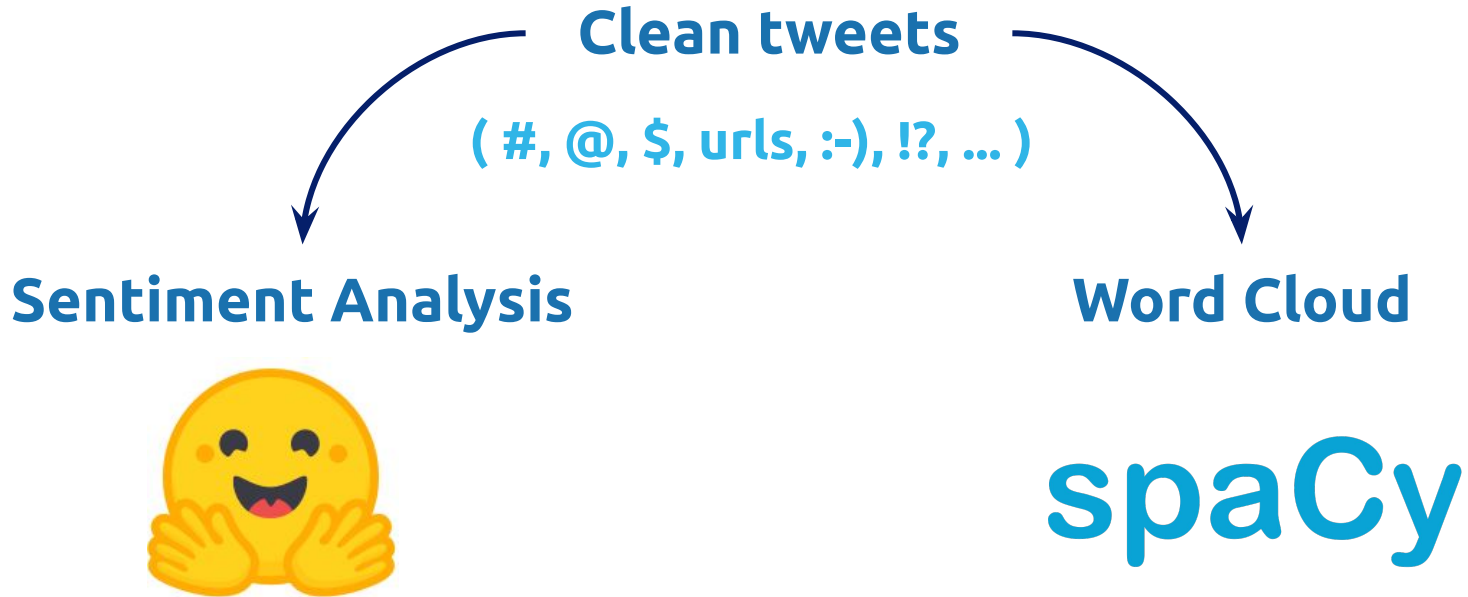 Clean tweets
( #, @, $, urls, :-), !?, ... )
Sentiment Analysis
Word Cloud
spaCy